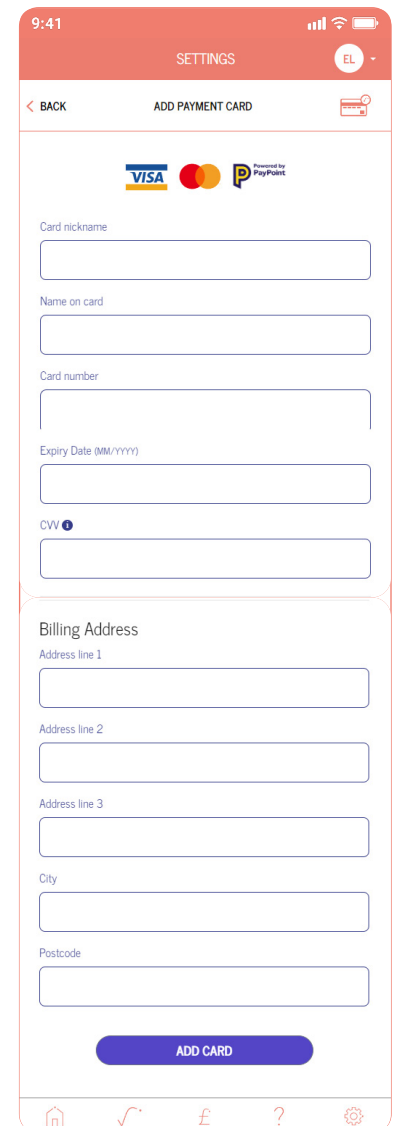 9:41
SETTINGS
EL
BACK
ADD PAYMENT CARD
VISA
Powered by
PayPoint
Card nickname
Name on card
Card number
Expiry Date (MM/YYYY)
CVV
Billing Address
Address line 1
Address line 2
Address line 3
City
Postcode
ADD CARD
£ ?